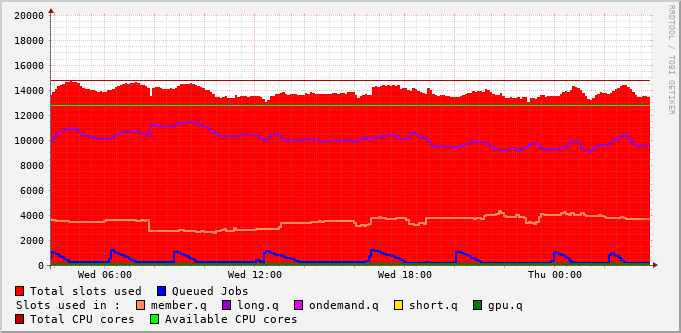 20000
18000
16000
14000
12000
10000
8000
6000
4000
2000
0
Wed 06:00 Wed 12:00 Wed 18:00 Thu 00:00
RRDTOOL / TOBI OETIKER
Total slots used Queued Jobs
Slots used in : member.q long.q ondemand.q short.q gpu.q
Total CPU cores Available CPU cores